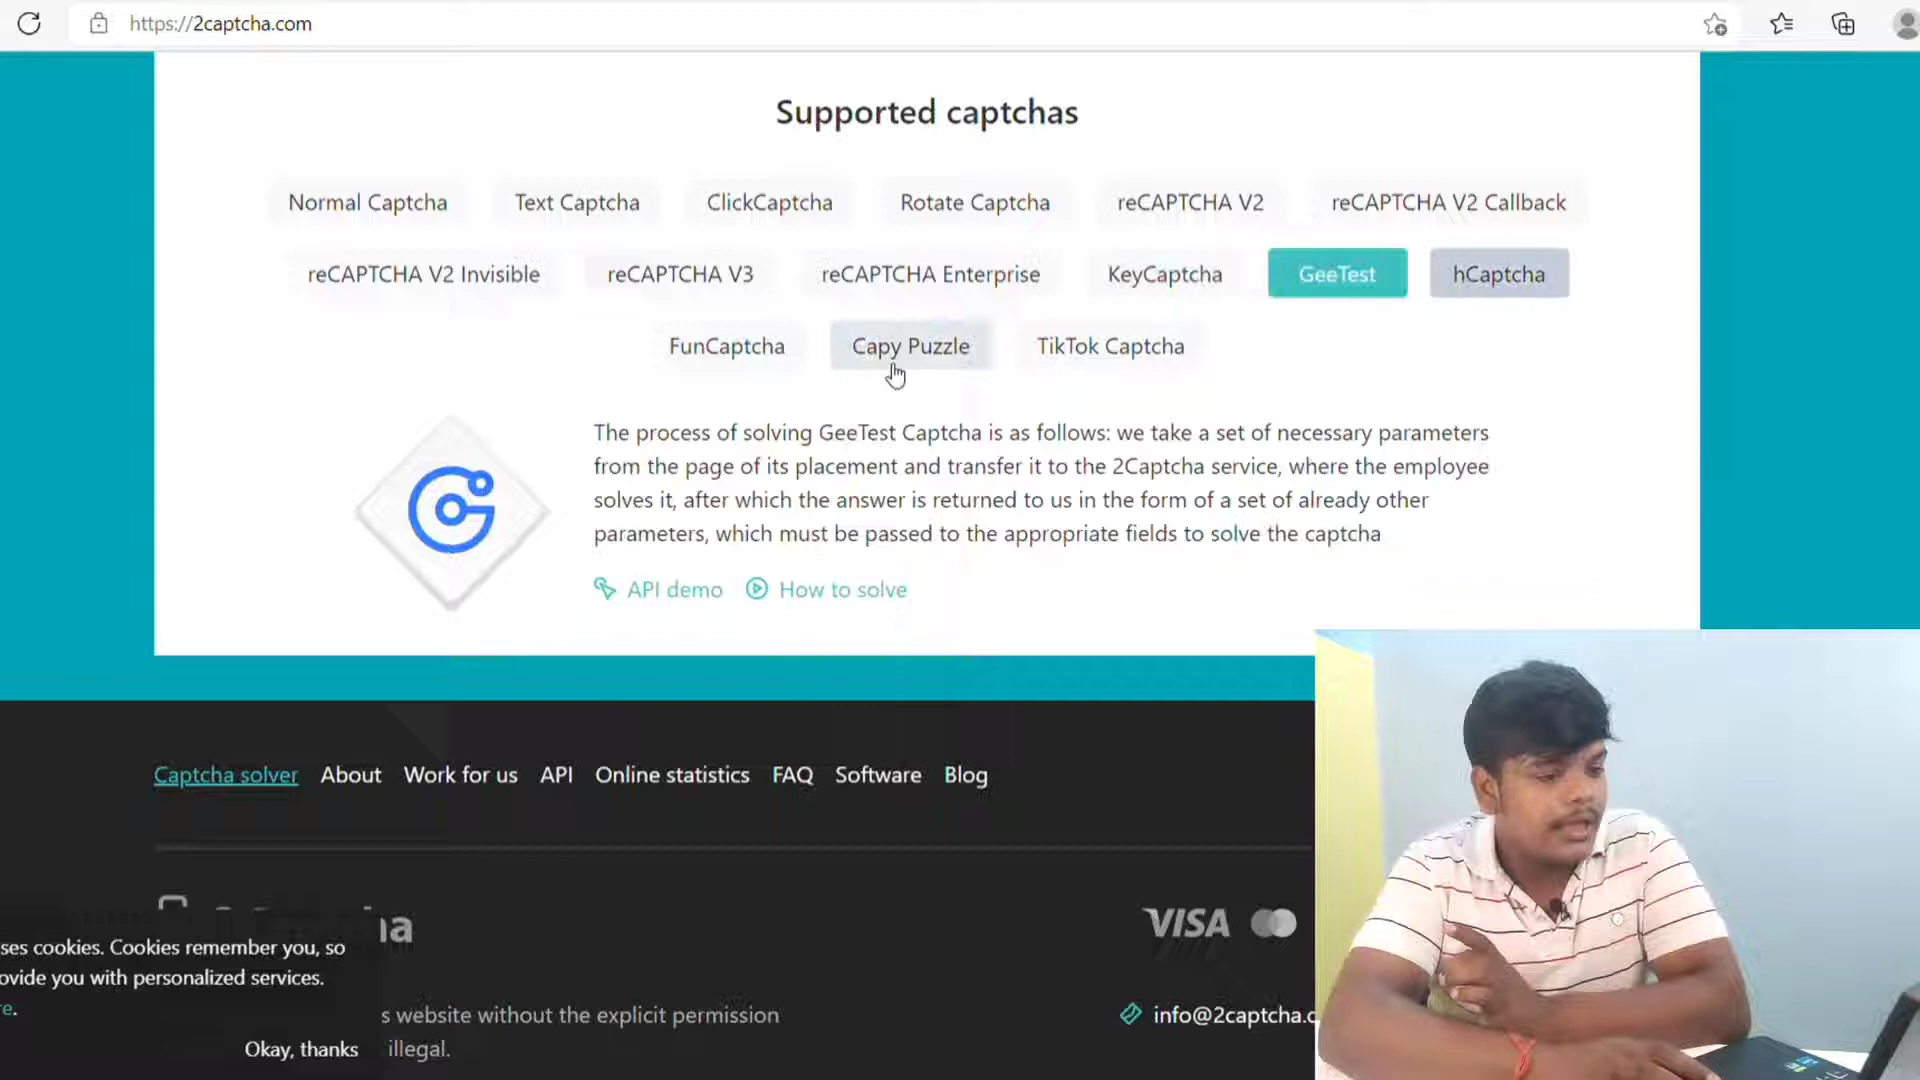 https://2captcha.com
Supported captchas
Normal Captcha Text Captcha ClickCaptcha Rotate Captcha reCAPTCHA V2 reCAPTCHA V2 Callback
reCAPTCHA V2 Invisible reCAPTCHA V3 reCAPTCHA Enterprise KeyCaptcha GeeTest hCaptcha
FunCaptcha Capy Puzzle TikTok Captcha
The process of solving GeeTest Captcha is as follows: we take a set of necessary parameters
from the page of its placement and transfer it to the 2Captcha service, where the employee
solves it, after which the answer is returned to us in the form of a set of already other
parameters, which must be passed to the appropriate fields to solve the captcha
API demo How to solve
Captcha solver About Work for us API Online statistics FAQ Software Blog
VISA
ses cookies. Cookies remember you, so
ovide you with personalized services.
e.
s website without the explicit permission
info@2captcha.c
Okay, thanks
illegal.